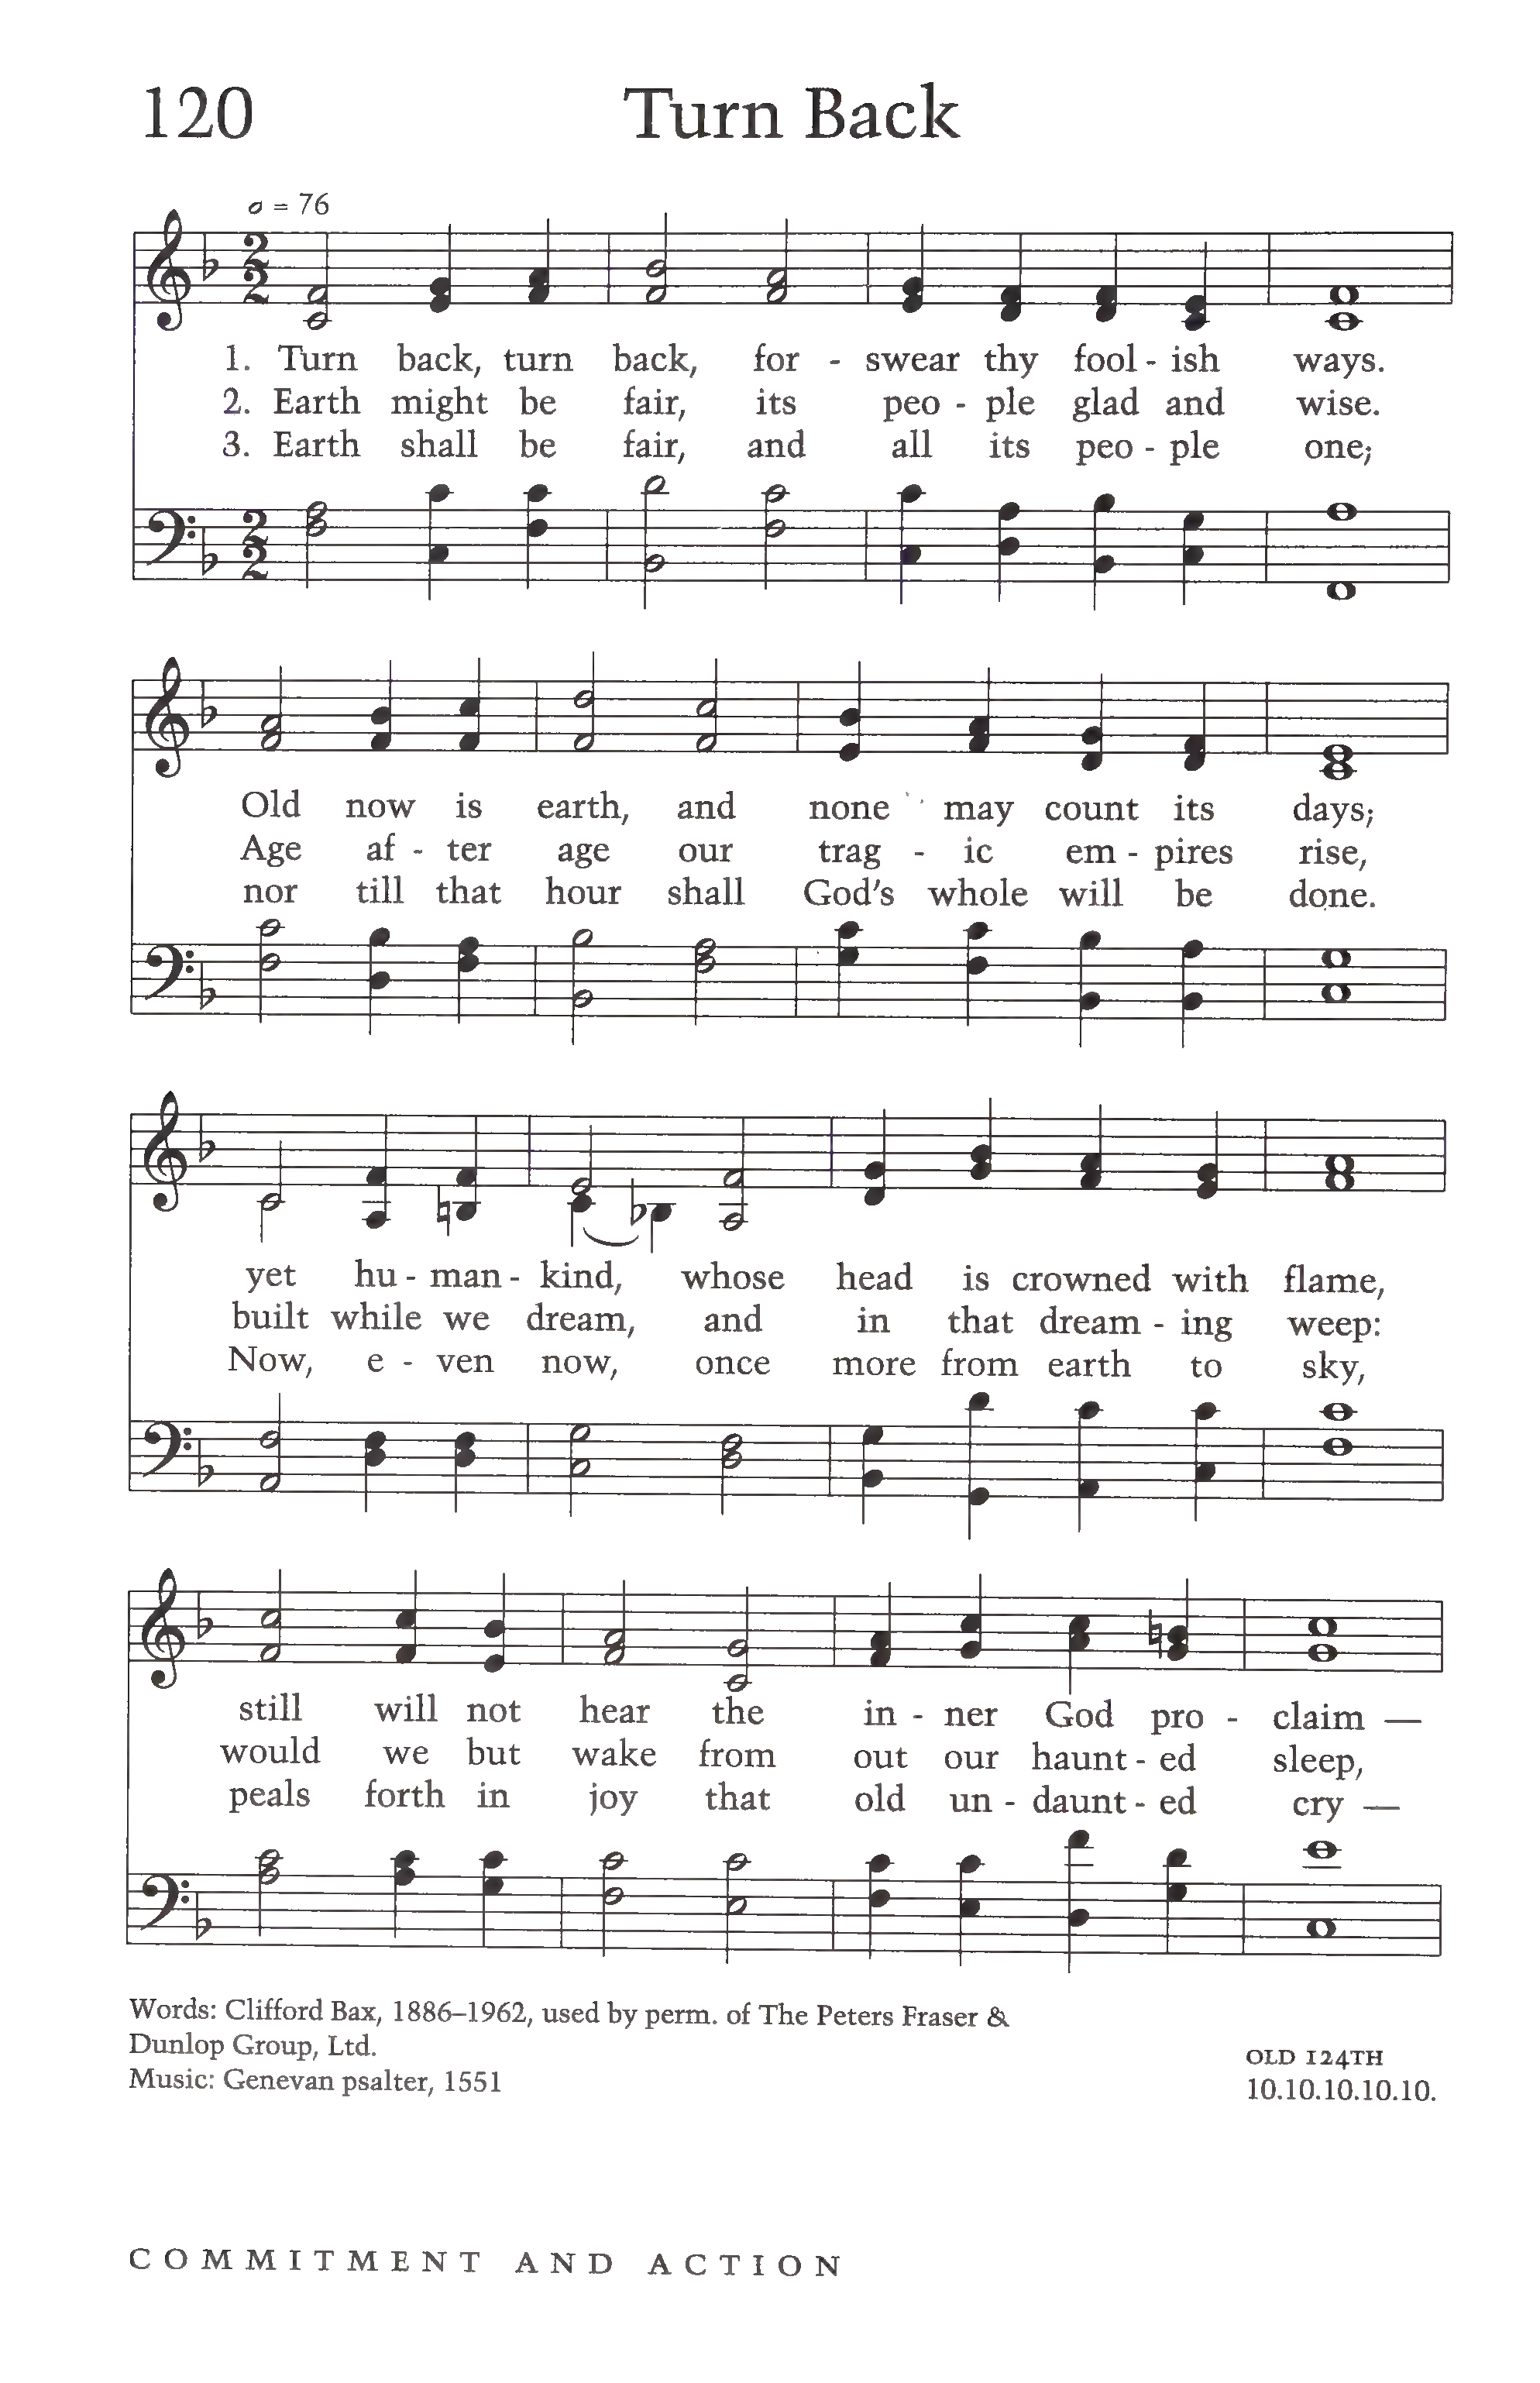 120 Turn Back
= 76
1. Turn back, turn back, for - swear thy fool - ish ways.
2. Earth might be fair, its peo - ple glad and wise.
3. Earth shall be fair, and all its peo - ple one;
Old now is earth, and none may count its days;
Age af - ter age our trag - ic em - pires rise,
nor till that hour shall God's whole will be done.
yet hu - man - kind, whose head is crowned with flame,
built while we dream, and in that dream - ing weep:
Now, e - ven now, once more from earth to sky,
still will not hear the in - ner God pro - claim —
would we but wake from out our haunt - ed sleep,
peals forth in joy that old un - daunt - ed cry —
Words: Clifford Bax, 1886–1962, used by perm. of The Peters Fraser &
Dunlop Group, Ltd.
Music: Genevan psalter, 1551
OLD 124TH
10.10.10.10.10.
COMMITMENT AND ACTION